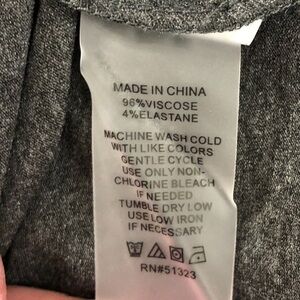 MADE IN CHINA
96%VISCOSE
4%ELASTANE
MACHINE WASH COLD
WITH LIKE COLORS
GENTLE CYCLE
USE ONLY NON-
CHLORINE BLEACH
IF NEEDED
TUMBLE DRY LOW
USE LOW IRON
IF NECESSARY
RN#51323